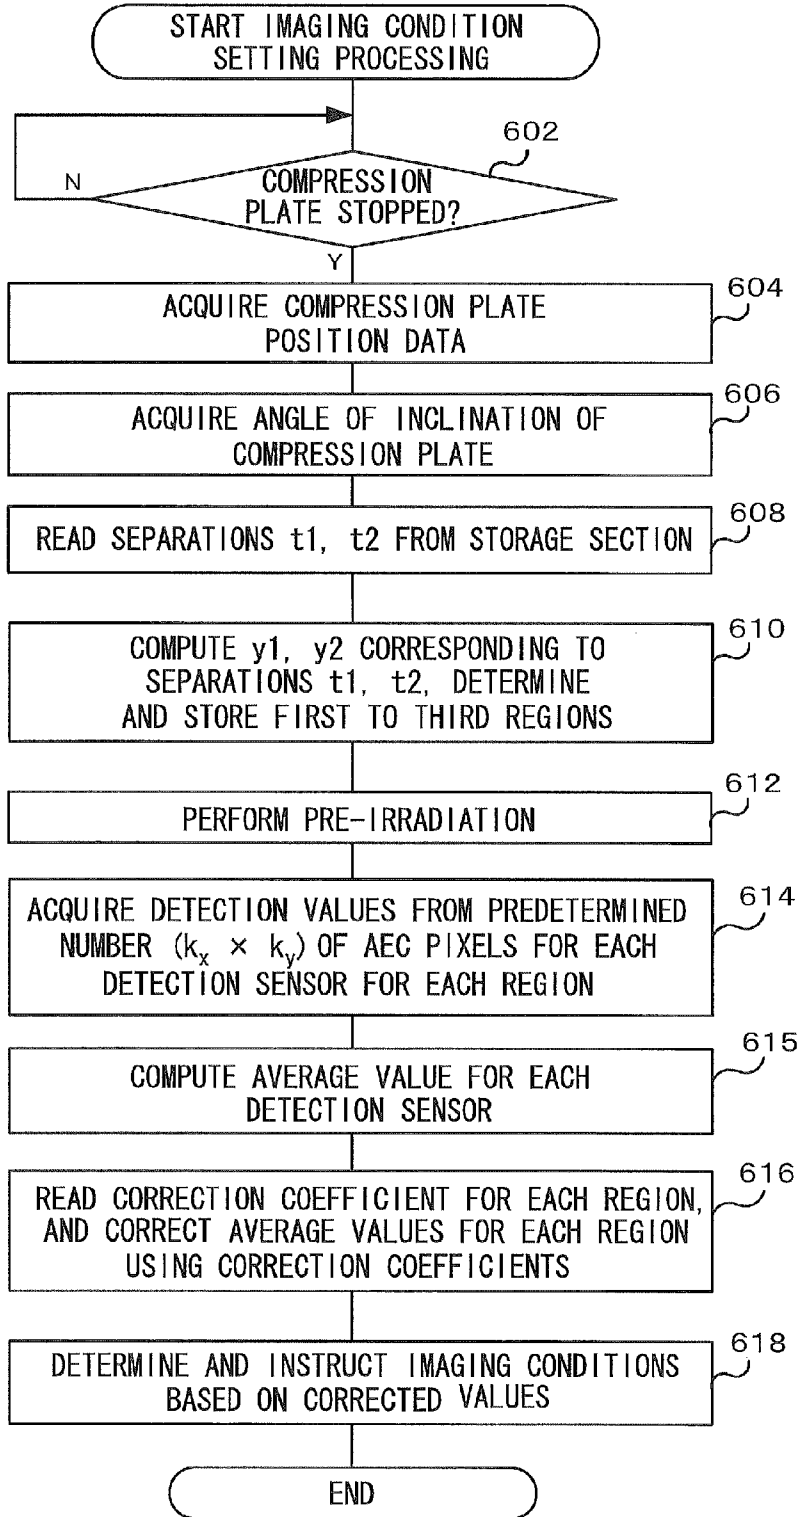 START IMAGING CONDITION
SETTING PROCESSING
602
N
COMPRESSION
PLATE STOPPED?
Y
604
ACQUIRE COMPRESSION PLATE
POSITION DATA
606
ACQUIRE ANGLE OF INCLINATION OF
COMPRESSION PLATE
608
READ SEPARATIONS t1, t2 FROM STORAGE SECTION
610
COMPUTE y1, y2 CORRESPONDING TO
SEPARATIONS t1, t2, DETERMINE
AND STORE FIRST TO THIRD REGIONS
612
PERFORM PRE-IRRADIATION
614
ACQUIRE DETECTION VALUES FROM PREDETERMINED
NUMBER (kx × ky) OF AEC PIXELS FOR EACH
DETECTION SENSOR FOR EACH REGION
615
COMPUTE AVERAGE VALUE FOR EACH
DETECTION SENSOR
616
READ CORRECTION COEFFICIENT FOR EACH REGION,
AND CORRECT AVERAGE VALUES FOR EACH REGION
USING CORRECTION COEFFICIENTS
618
DETERMINE AND INSTRUCT IMAGING CONDITIONS
BASED ON CORRECTED VALUES
END